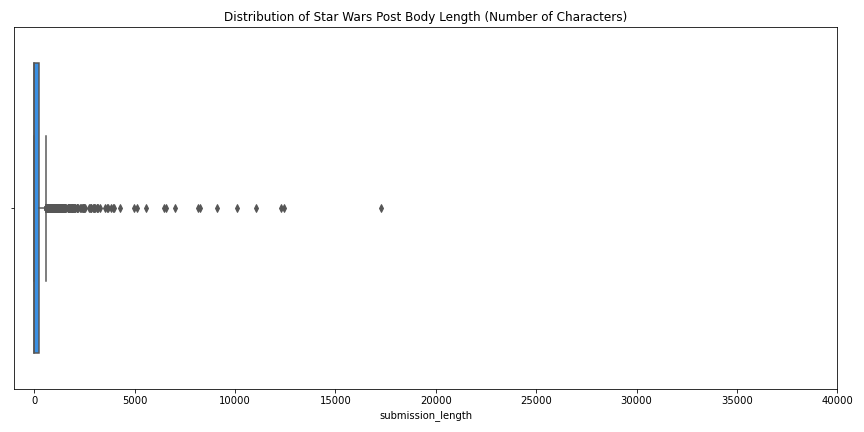 Distribution of Star Wars Post Body Length (Number of Characters)
0 5000 10000 15000 20000 25000 30000 35000 40000
submission_length